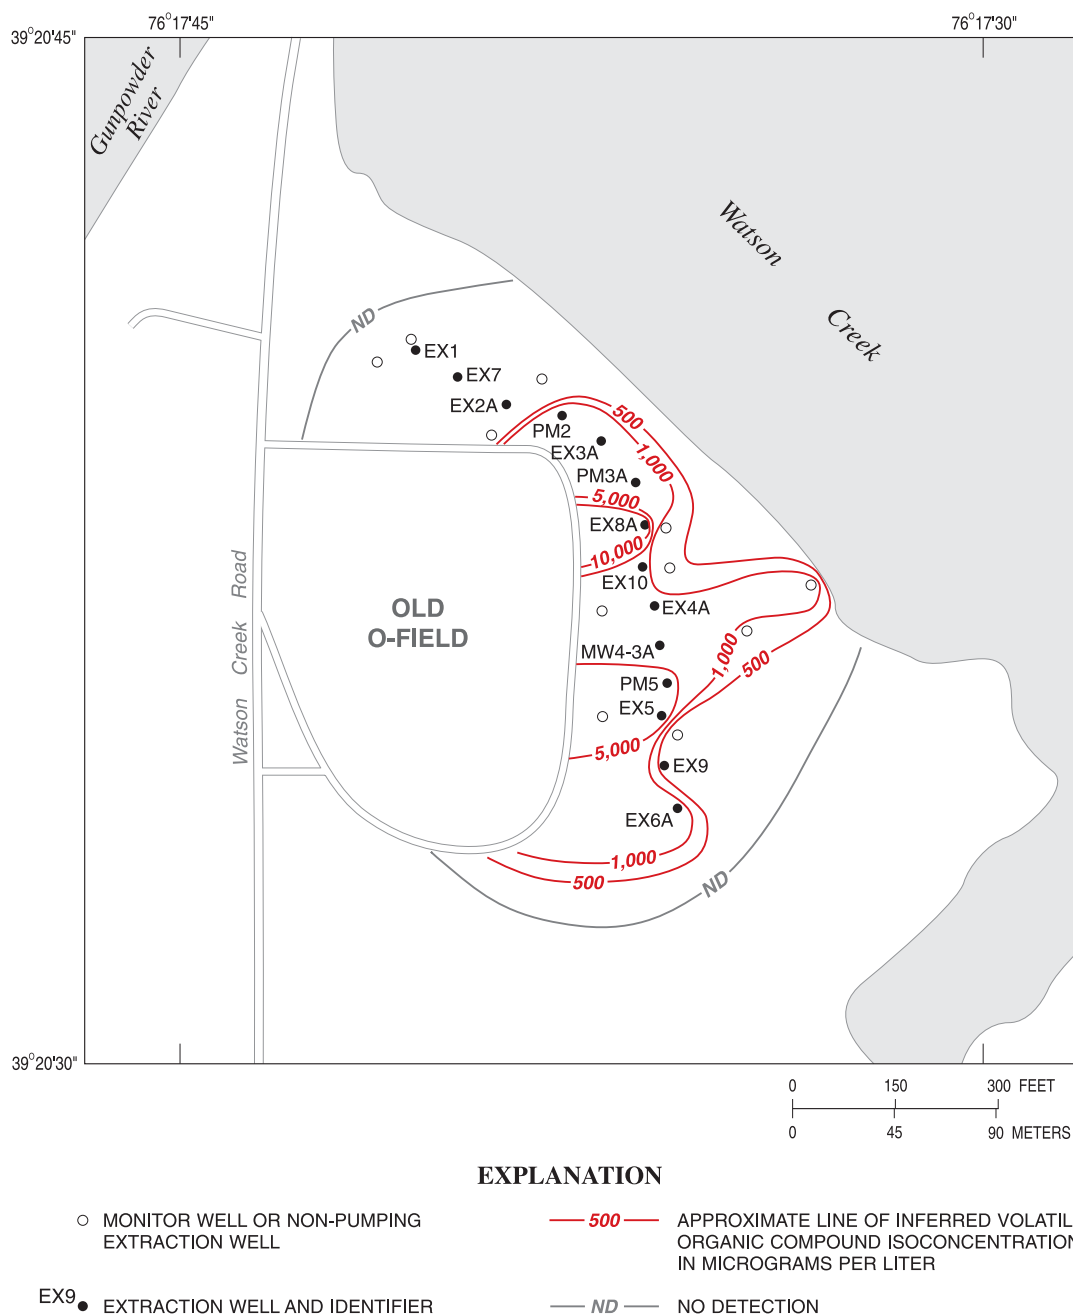 76°17'45"
76°17'30"
39°20'45"
Gunpowder
River
Watson
Creek
ND
EX1
EX7
EX2A
PM2
EX3A
500
1,000
PM3A
5,000
EX8A
10,000
EX10
EX4A
OLD
O-FIELD
Watson Creek Road
MW4-3A
1,000
500
PM5
EX5
5,000
EX9
EX6A
1,000
500
ND
39°20'30"
0 150 300 FEET
0 45 90 METERS
EXPLANATION
MONITOR WELL OR NON-PUMPING
EXTRACTION WELL
500 APPROXIMATE LINE OF INFERRED VOLATIL
ORGANIC COMPOUND ISOCONCENTRATION
IN MICROGRAMS PER LITER
EX9 EXTRACTION WELL AND IDENTIFIER
ND NO DETECTION